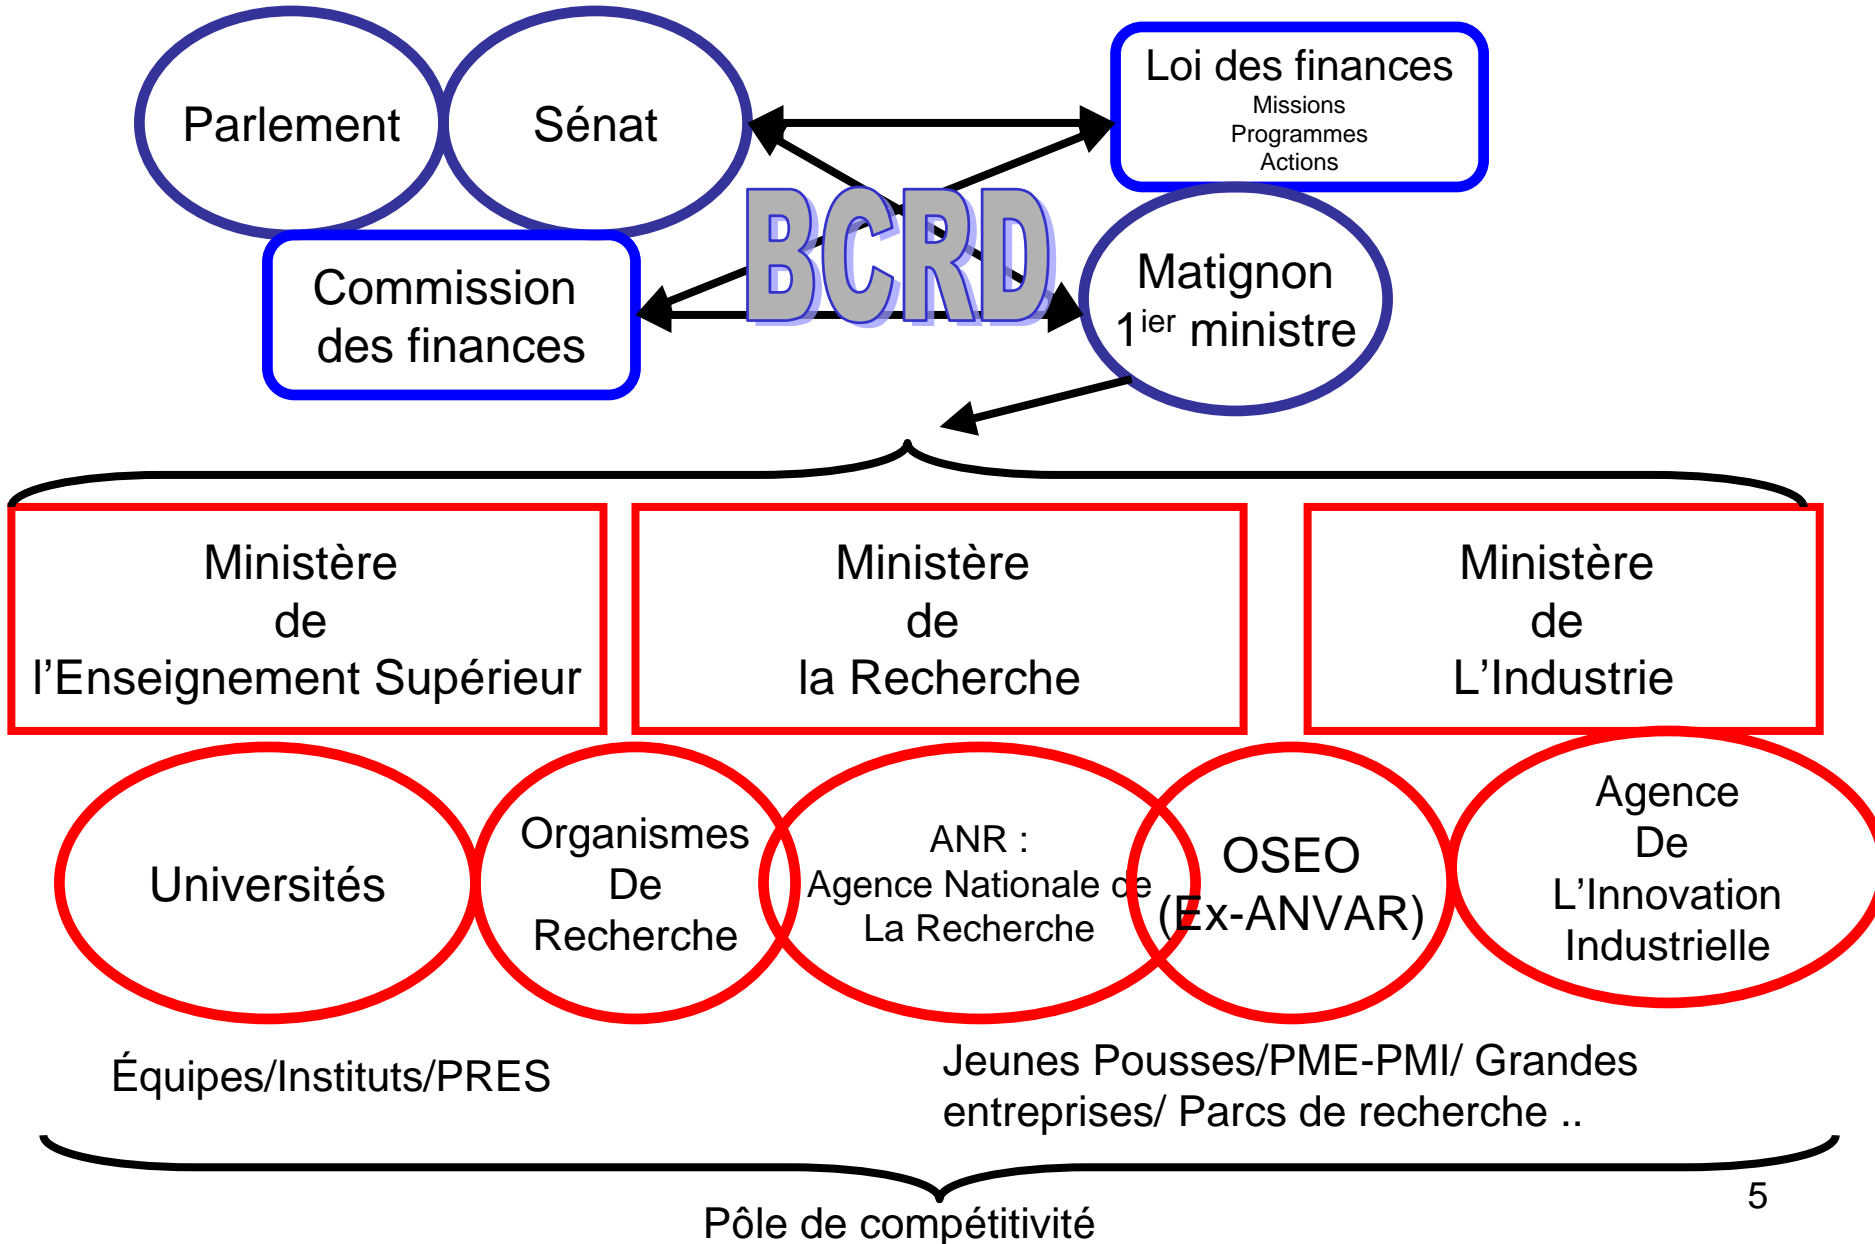 Parlement
Sénat
Loi des finances
Missions
Programmes
Actions
BCRD
Commission
des finances
Matignon
1ier ministre
Ministère
de
l’Enseignement Supérieur
Ministère
de
la Recherche
Ministère
de
L’Industrie
Universités
Organismes
De
Recherche
ANR :
Agence Nationale de
La Recherche
OSEO
(Ex-ANVAR)
Agence
De
L’Innovation
Industrielle
Équipes/Instituts/PRES
Jeunes Pousses/PME-PMI/ Grandes
entreprises/ Parcs de recherche ..
Pôle de compétitivité
5